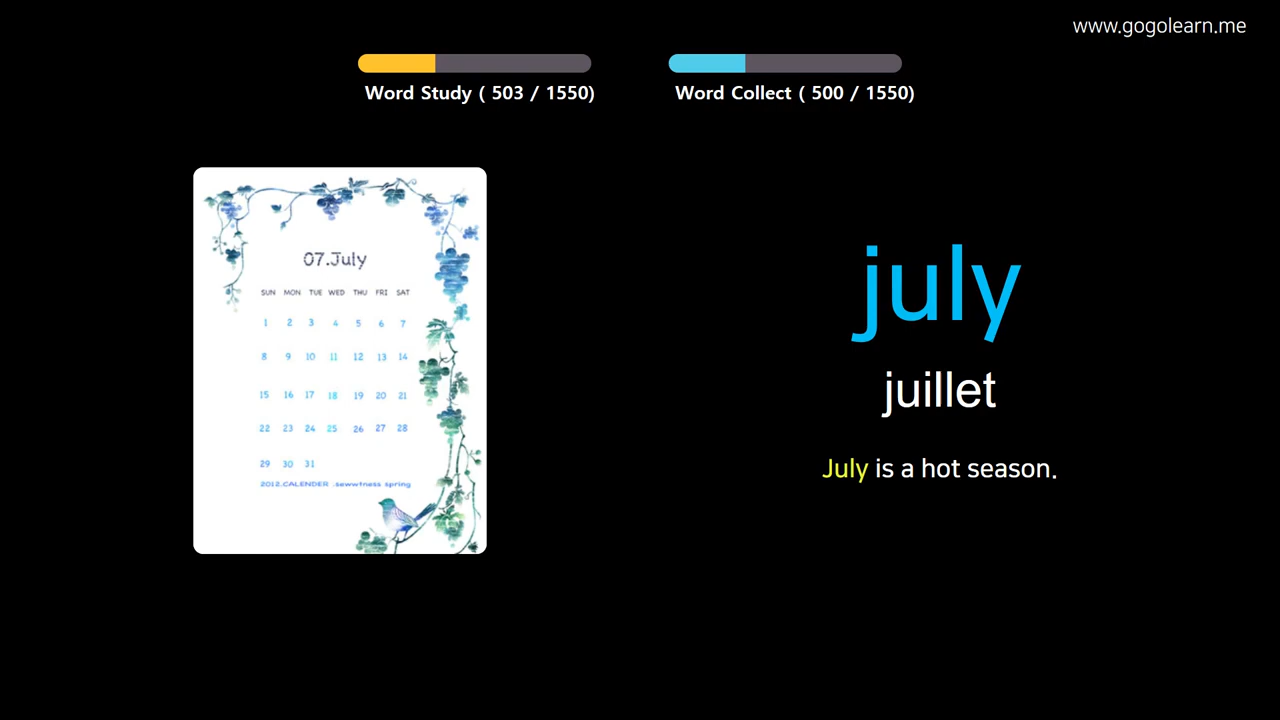 www.gogolearn.me
Word Study ( 503 / 1550)
Word Collect ( 500 / 1550)
07.July
SUN MON TUE WED THU FRI SAT
1 2 3 4 5 6 7
8 9 10 11 12 13 14
15 16 17 18 19 20 21
22 23 24 25 26 27 28
29 30 31
2012.CALENDER .sewwtness spring
july
juillet
July is a hot season.